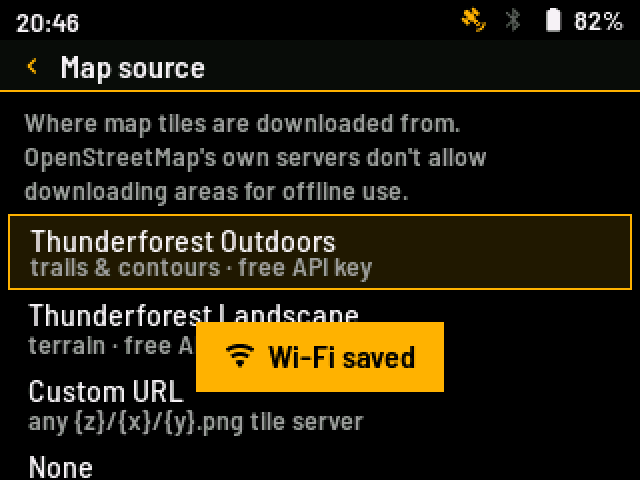 20:46
82%
Map source
Where map tiles are downloaded from.
OpenStreetMap's own servers don't allow
downloading areas for offline use.
Thunderforest Outdoors
trails & contours · free API key
Thunderforest Landscape
terrain · free A
Wi-Fi saved
Custom URL
any {z}/{x}/{y}.png tile server
None